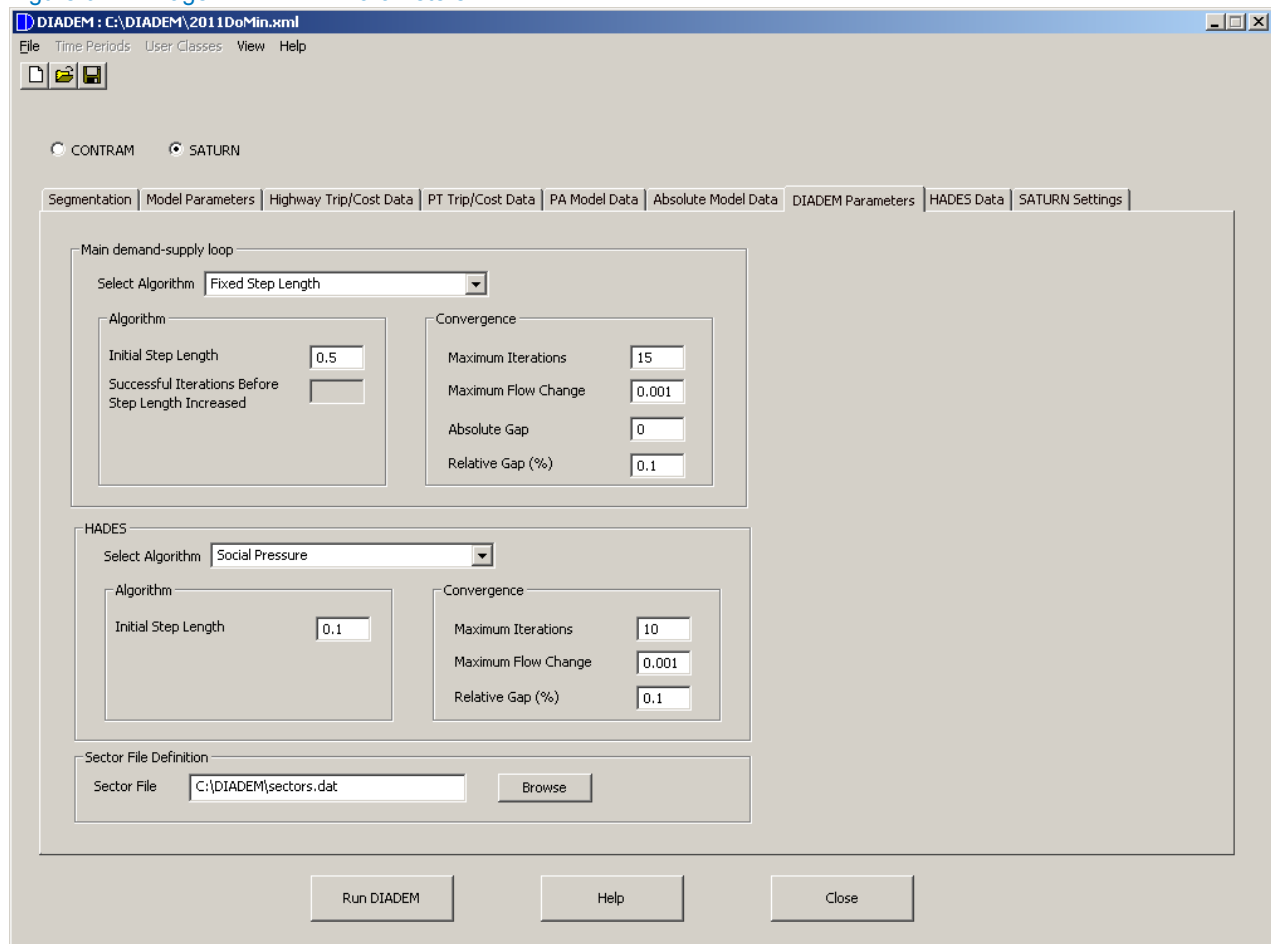 DIADEM : C:\DIADEM\2011DoMin.xml
File Time Periods User Classes View Help
CONTRAM SATURN
Segmentation Model Parameters Highway Trip/Cost Data PT Trip/Cost Data PA Model Data Absolute Model Data DIADEM Parameters HADES Data SATURN Settings
Main demand-supply loop
Select Algorithm Fixed Step Length
Algorithm
Initial Step Length 0.5
Successful Iterations Before
Step Length Increased
Convergence
Maximum Iterations 15
Maximum Flow Change 0.001
Absolute Gap 0
Relative Gap (%) 0.1
HADES
Select Algorithm Social Pressure
Algorithm
Initial Step Length 0.1
Convergence
Maximum Iterations 10
Maximum Flow Change 0.001
Relative Gap (%) 0.1
Sector File Definition
Sector File C:\DIADEM\sectors.dat Browse
Run DIADEM Help Close